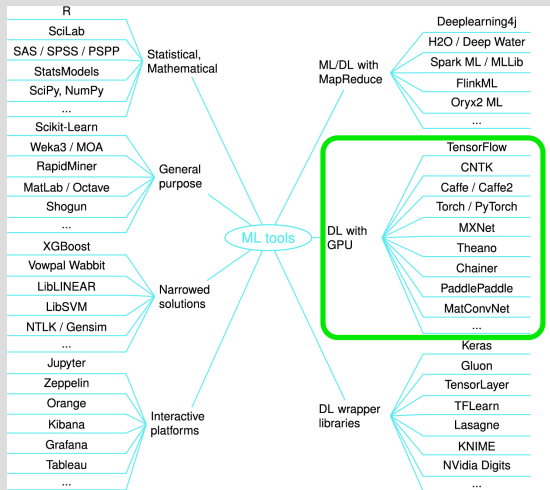 R
SciLab
SAS / SPSS / PSPP
StatsModels
SciPy, NumPy
...
Statistical,
Mathematical
Scikit-Learn
Weka3 / MOA
RapidMiner
MatLab / Octave
Shogun
...
General
purpose
XGBoost
Vowpal Wabbit
LibLINEAR
LibSVM
NTLK / Gensim
...
Narrowed
solutions
Jupyter
Zeppelin
Orange
Kibana
Grafana
Tableau
...
Interactive
platforms
ML tools
ML/DL with
MapReduce
Deeplearning4j
H2O / Deep Water
Spark ML / MLLib
FlinkML
Oryx2 ML
...
DL with
GPU
TensorFlow
CNTK
Caffe / Caffe2
Torch / PyTorch
MXNet
Theano
Chainer
PaddlePaddle
MatConvNet
...
DL wrapper
libraries
Keras
Gluon
TensorLayer
TFLearn
Lasagne
KNIME
NVidia Digits
...